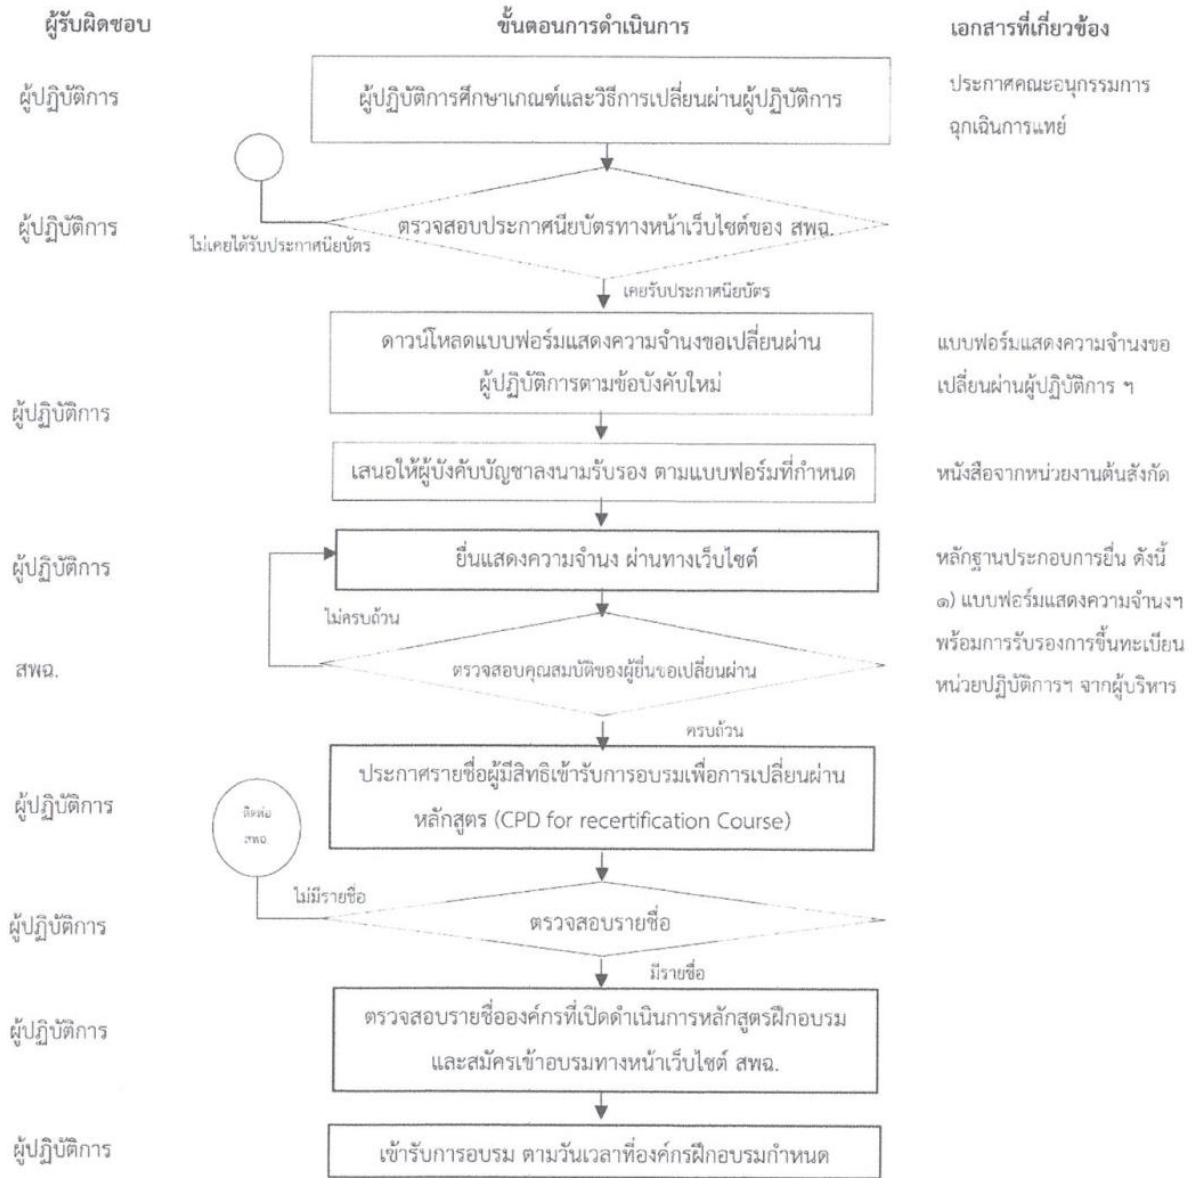 ผู้รับผิดชอบ
ขั้นตอนการดำเนินการ
เอกสารที่เกี่ยวข้อง
ผู้ปฏิบัติการ
ผู้ปฏิบัติการศึกษาเกณฑ์และวิธีการเปลี่ยนผ่านผู้ปฏิบัติการ
ประกาศคณะอนุกรรมการ
ฉุกเฉินการแพทย์
ผู้ปฏิบัติการ
ตรวจสอบประกาศนียบัตรทางหน้าเว็บไซต์ของ สพฉ.
ไม่เคยได้รับประกาศนียบัตร
เคยรับประกาศนียบัตร
ดาวน์โหลดแบบฟอร์มแสดงความจำนงขอเปลี่ยนผ่าน
ผู้ปฏิบัติการตามข้อบังคับใหม่
แบบฟอร์มแสดงความจำนงขอ
เปลี่ยนผ่านผู้ปฏิบัติการ ฯ
ผู้ปฏิบัติการ
เสนอให้ผู้บังคับบัญชาลงนามรับรอง ตามแบบฟอร์มที่กำหนด
หนังสือจากหน่วยงานต้นสังกัด
ผู้ปฏิบัติการ
ยื่นแสดงความจำนง ผ่านทางเว็บไซต์
หลักฐานประกอบการยื่น ดังนี้
๑) แบบฟอร์มแสดงความจำนงฯ
พร้อมการรับรองการขึ้นทะเบียน
หน่วยปฏิบัติการฯ จากผู้บริหาร
ไม่ครบถ้วน
สพฉ.
ตรวจสอบคุณสมบัติของผู้ยื่นขอเปลี่ยนผ่าน
ครบถ้วน
ผู้ปฏิบัติการ
ประกาศรายชื่อผู้มีสิทธิเข้ารับการอบรมเพื่อการเปลี่ยนผ่าน
หลักสูตร (CPD for recertification Course)
ติดต่อ
สพฉ.
ไม่มีรายชื่อ
ผู้ปฏิบัติการ
ตรวจสอบรายชื่อ
มีรายชื่อ
ผู้ปฏิบัติการ
ตรวจสอบรายชื่อองค์กรที่เปิดดำเนินการหลักสูตรฝึกอบรม
และสมัครเข้าอบรมทางหน้าเว็บไซต์ สพฉ.
ผู้ปฏิบัติการ
เข้ารับการอบรม ตามวันเวลาที่องค์กรฝึกอบรมกำหนด